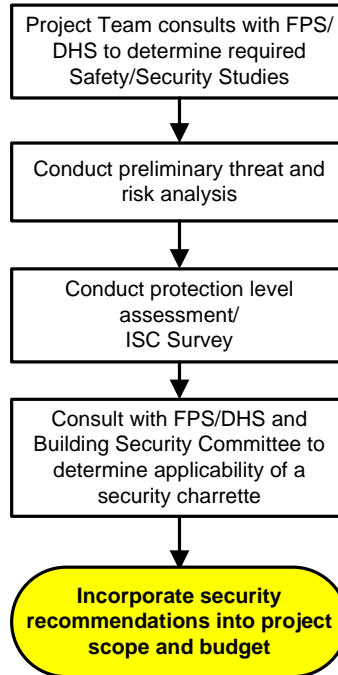 Project Team consults with FPS/
DHS to determine required
Safety/Security Studies
Conduct preliminary threat and
risk analysis
Conduct protection level
assessment/
ISC Survey
Consult with FPS/DHS and
Building Security Committee to
determine applicability of a
security charrette
Incorporate security
recommendations into project
scope and budget